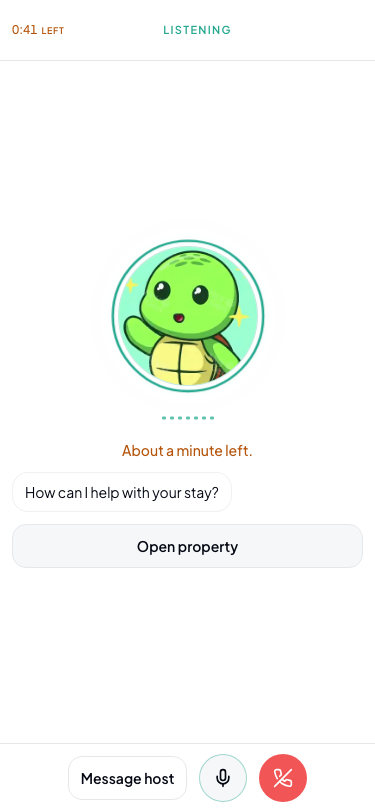 0:41 LEFT
LISTENING
About a minute left.
How can I help with your stay?
Open property
Message host